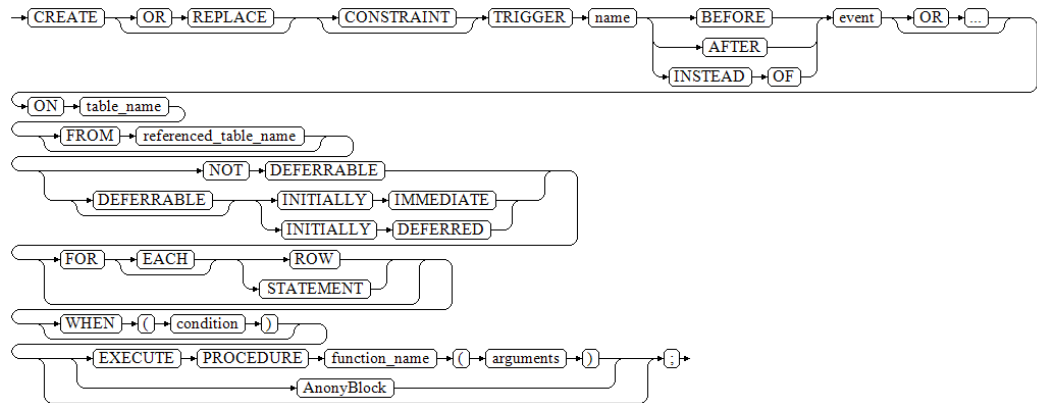 CREATE OR REPLACE CONSTRAINT TRIGGER name BEFORE event OR ...
AFTER
INSTEAD OF
ON table_name
FROM referenced_table_name
NOT DEFERRABLE
DEFERRABLE INITIALLY IMMEDIATE
INITIALLY DEFERRED
FOR EACH ROW
STATEMENT
WHEN ( condition )
EXECUTE PROCEDURE function_name ( arguments ) ;
AnonyBlock